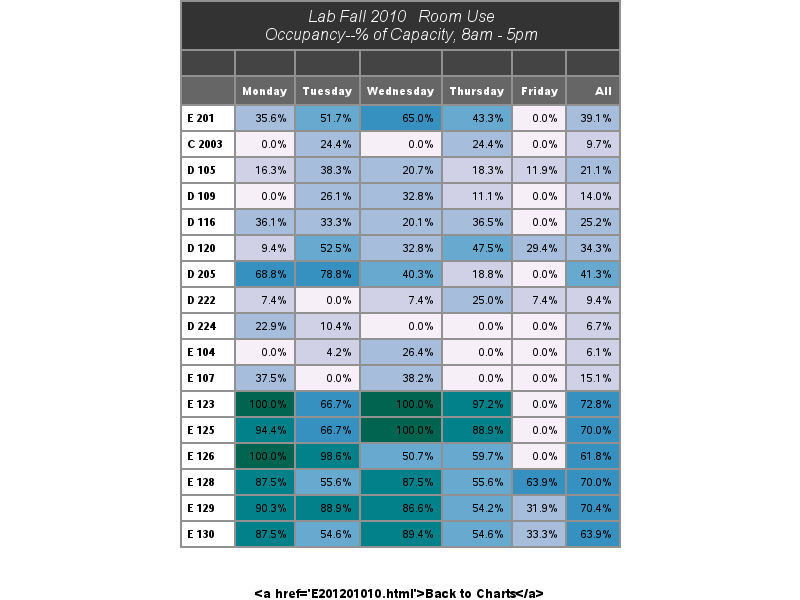 Lab Fall 2010 Room Use
Occupancy--% of Capacity, 8am - 5pm
Monday Tuesday Wednesday Thursday Friday All
E 201 35.6% 51.7% 65.0% 43.3% 0.0% 39.1%
C 2003 0.0% 24.4% 0.0% 24.4% 0.0% 9.7%
D 105 16.3% 38.3% 20.7% 18.3% 11.9% 21.1%
D 109 0.0% 26.1% 32.8% 11.1% 0.0% 14.0%
D 116 36.1% 33.3% 20.1% 36.5% 0.0% 25.2%
D 120 9.4% 52.5% 32.8% 47.5% 29.4% 34.3%
D 205 68.8% 78.8% 40.3% 18.8% 0.0% 41.3%
D 222 7.4% 0.0% 7.4% 25.0% 7.4% 9.4%
D 224 22.9% 10.4% 0.0% 0.0% 0.0% 6.7%
E 104 0.0% 4.2% 26.4% 0.0% 0.0% 6.1%
E 107 37.5% 0.0% 38.2% 0.0% 0.0% 15.1%
E 123 100.0% 66.7% 100.0% 97.2% 0.0% 72.8%
E 125 94.4% 66.7% 100.0% 88.9% 0.0% 70.0%
E 126 100.0% 98.6% 50.7% 59.7% 0.0% 61.8%
E 128 87.5% 55.6% 87.5% 55.6% 63.9% 70.0%
E 129 90.3% 88.9% 86.6% 54.2% 31.9% 70.4%
E 130 87.5% 54.6% 89.4% 54.6% 33.3% 63.9%
<a href='E201201010.html'>Back to Charts</a>